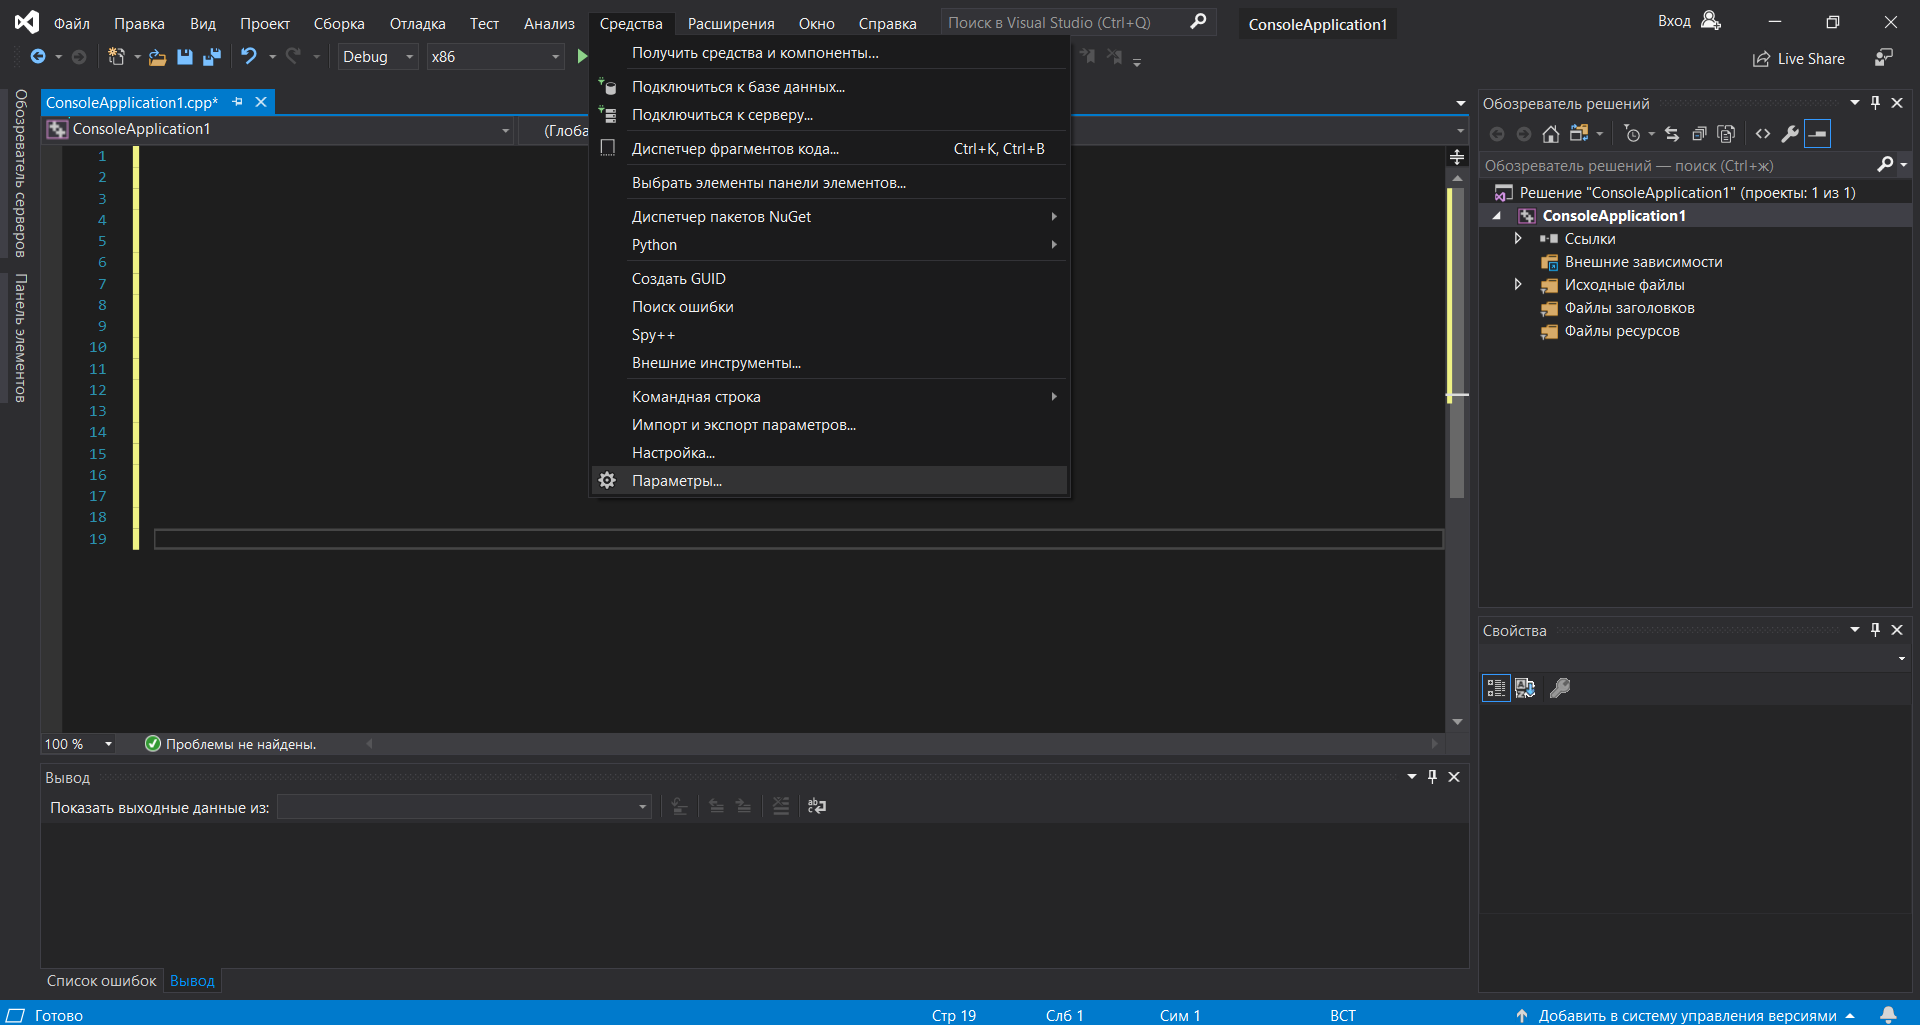 Файл Правка Вид Проект Сборка Отладка Тест Анализ Средства Расширения Окно Справка Поиск в Visual Studio (Ctrl+Q) ConsoleApplication1 Вход
Debug x86 Live Share
Получить средства и компоненты...
Подключиться к базе данных...
Подключиться к серверу...
Диспетчер фрагментов кода... Ctrl+K, Ctrl+B
Выбрать элементы панели элементов...
Диспетчер пакетов NuGet
Python
Создать GUID
Поиск ошибки
Spy++
Внешние инструменты...
Командная строка
Импорт и экспорт параметров...
Настройка...
Параметры...
Обозреватель серверов
Панель элементов
ConsoleApplication1.cpp*
ConsoleApplication1 (Глоба
1
2
3
4
5
6
7
8
9
10
11
12
13
14
15
16
17
18
19
100 % Проблемы не найдены.
Обозреватель решений
Обозреватель решений — поиск (Ctrl+ж)
Решение "ConsoleApplication1" (проекты: 1 из 1)
ConsoleApplication1
Ссылки
Внешние зависимости
Исходные файлы
Файлы заголовков
Файлы ресурсов
Свойства
Вывод
Показать выходные данные из:
Список ошибок Вывод
Готово Стр 19 Слб 1 Сим 1 ВСТ Добавить в систему управления версиями